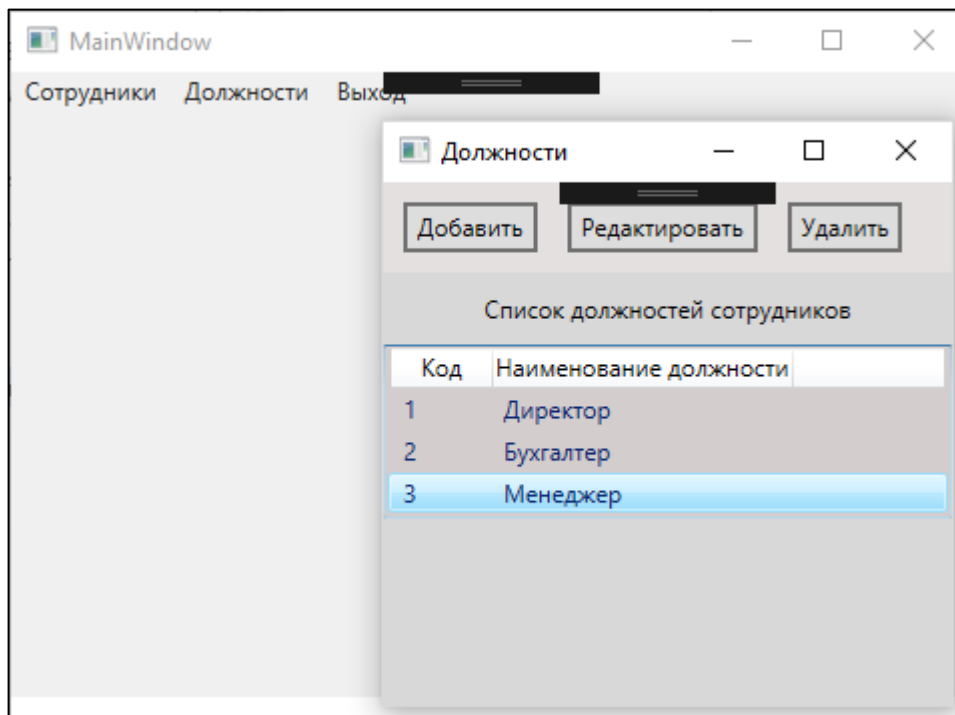 MainWindow
Сотрудники Должности Выход
Должности
Добавить Редактировать Удалить
Список должностей сотрудников
Код Наименование должности
1 Директор
2 Бухгалтер
3 Менеджер